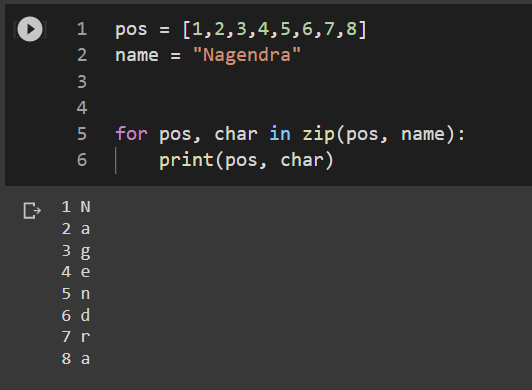 1 pos = [1,2,3,4,5,6,7,8]
2 name = "Nagendra"
3
4
5 for pos, char in zip(pos, name):
6     print(pos, char)
1 N
2 a
3 g
4 e
5 n
6 d
7 r
8 a